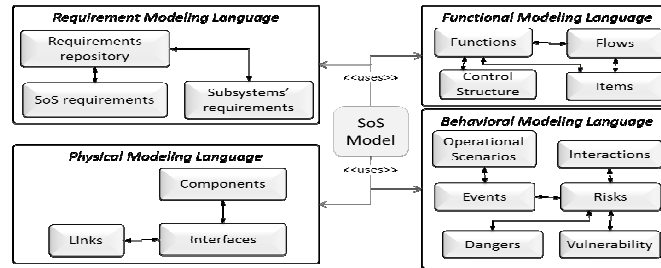 Requirement Modeling Language
Requirements
repository
SoS requirements
Subsystems'
requirements
Functional Modeling Language
Functions
Flows
Control
Structure
Items
<<uses>>
SoS
Model
<<uses>>
Physical Modeling Language
Components
Links
Interfaces
Behavioral Modeling Language
Operational
Scenarios
Interactions
Events
Risks
Dangers
Vulnerability